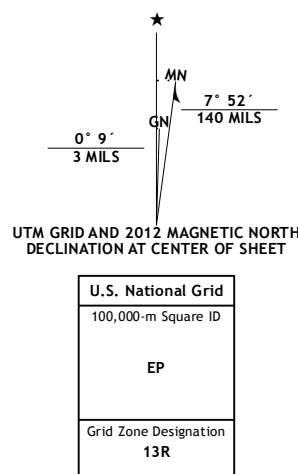 ★
MN
GN
7° 52´
140 MILS
0° 9´
3 MILS
UTM GRID AND 2012 MAGNETIC NORTH
DECLINATION AT CENTER OF SHEET
U.S. National Grid
100,000-m Square ID
EP
Grid Zone Designation
13R